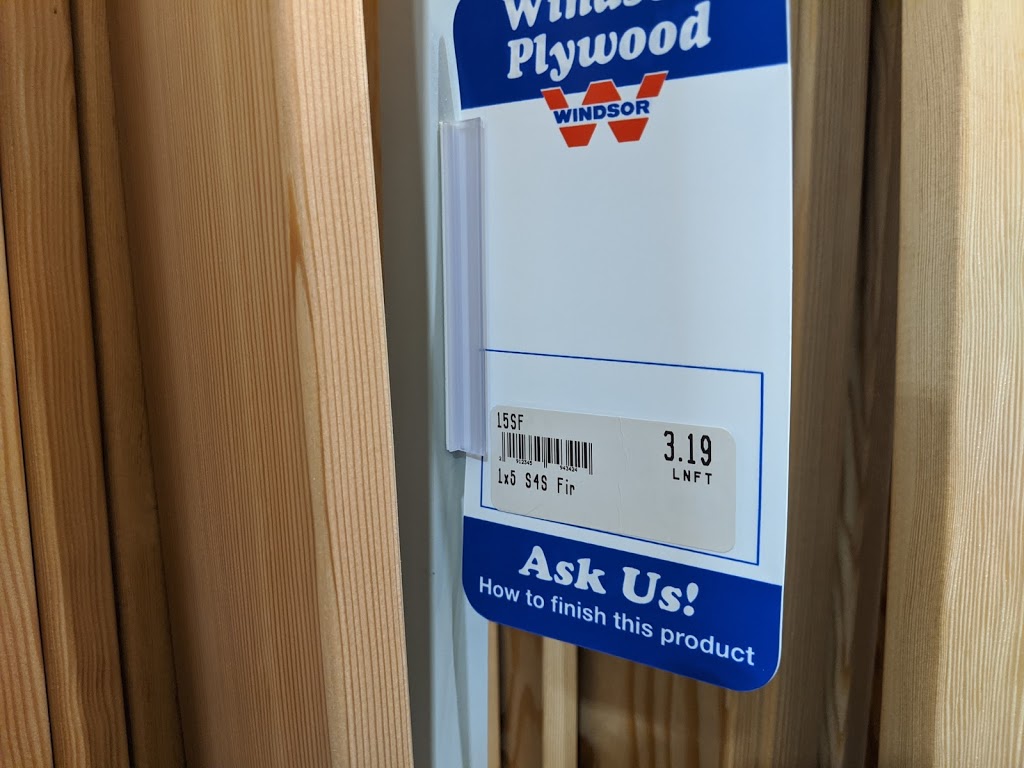 Plywood
WINDSOR
15SF
3.19
LNFT
1x5 S4S Fir
Ask Us!
How to finish this product